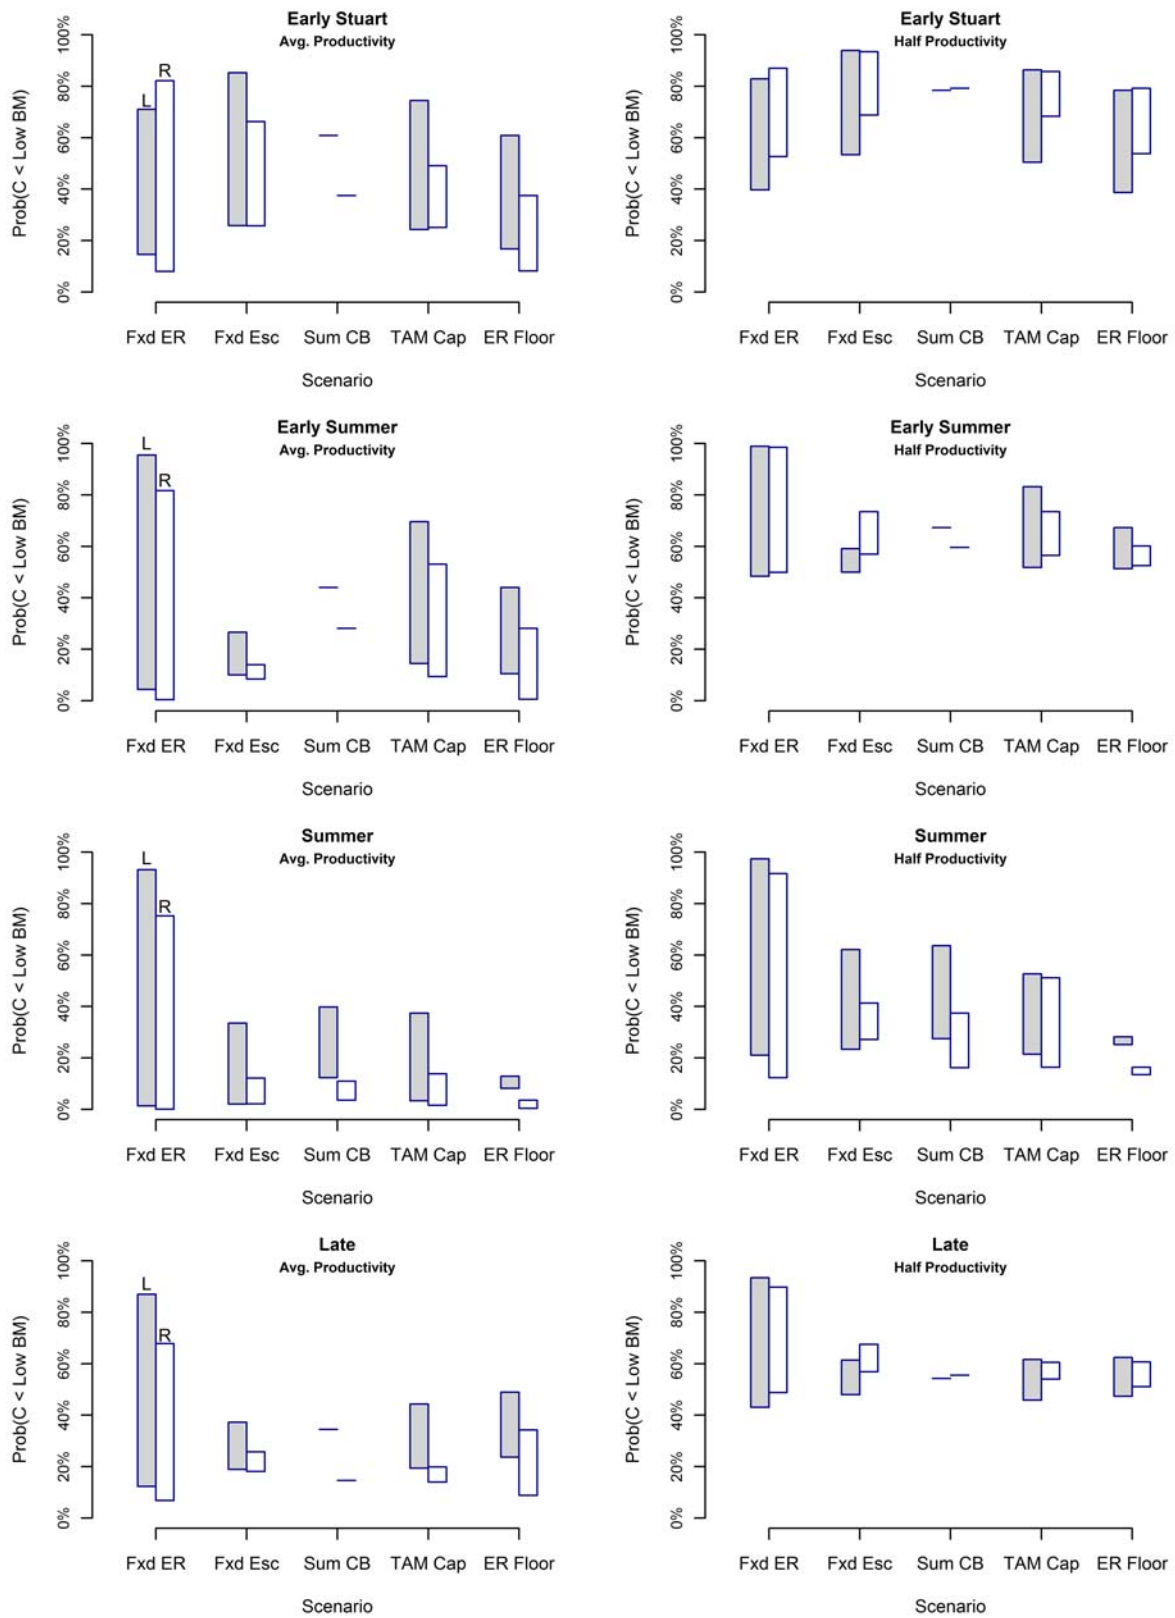 Early Stuart
Avg. Productivity
Prob(C < Low BM)
100%
80%
60%
40%
20%
0%
L
R
Fxd ER Fxd Esc Sum CB TAM Cap ER Floor
Scenario
Early Stuart
Half Productivity
Prob(C < Low BM)
100%
80%
60%
40%
20%
0%
Fxd ER Fxd Esc Sum CB TAM Cap ER Floor
Scenario
Early Summer
Avg. Productivity
Prob(C < Low BM)
100%
80%
60%
40%
20%
0%
L
R
Fxd ER Fxd Esc Sum CB TAM Cap ER Floor
Scenario
Early Summer
Half Productivity
Prob(C < Low BM)
100%
80%
60%
40%
20%
0%
Fxd ER Fxd Esc Sum CB TAM Cap ER Floor
Scenario
Summer
Avg. Productivity
Prob(C < Low BM)
100%
80%
60%
40%
20%
0%
L
R
Fxd ER Fxd Esc Sum CB TAM Cap ER Floor
Scenario
Summer
Half Productivity
Prob(C < Low BM)
100%
80%
60%
40%
20%
0%
Fxd ER Fxd Esc Sum CB TAM Cap ER Floor
Scenario
Late
Avg. Productivity
Prob(C < Low BM)
100%
80%
60%
40%
20%
0%
L
R
Fxd ER Fxd Esc Sum CB TAM Cap ER Floor
Scenario
Late
Half Productivity
Prob(C < Low BM)
100%
80%
60%
40%
20%
0%
Fxd ER Fxd Esc Sum CB TAM Cap ER Floor
Scenario